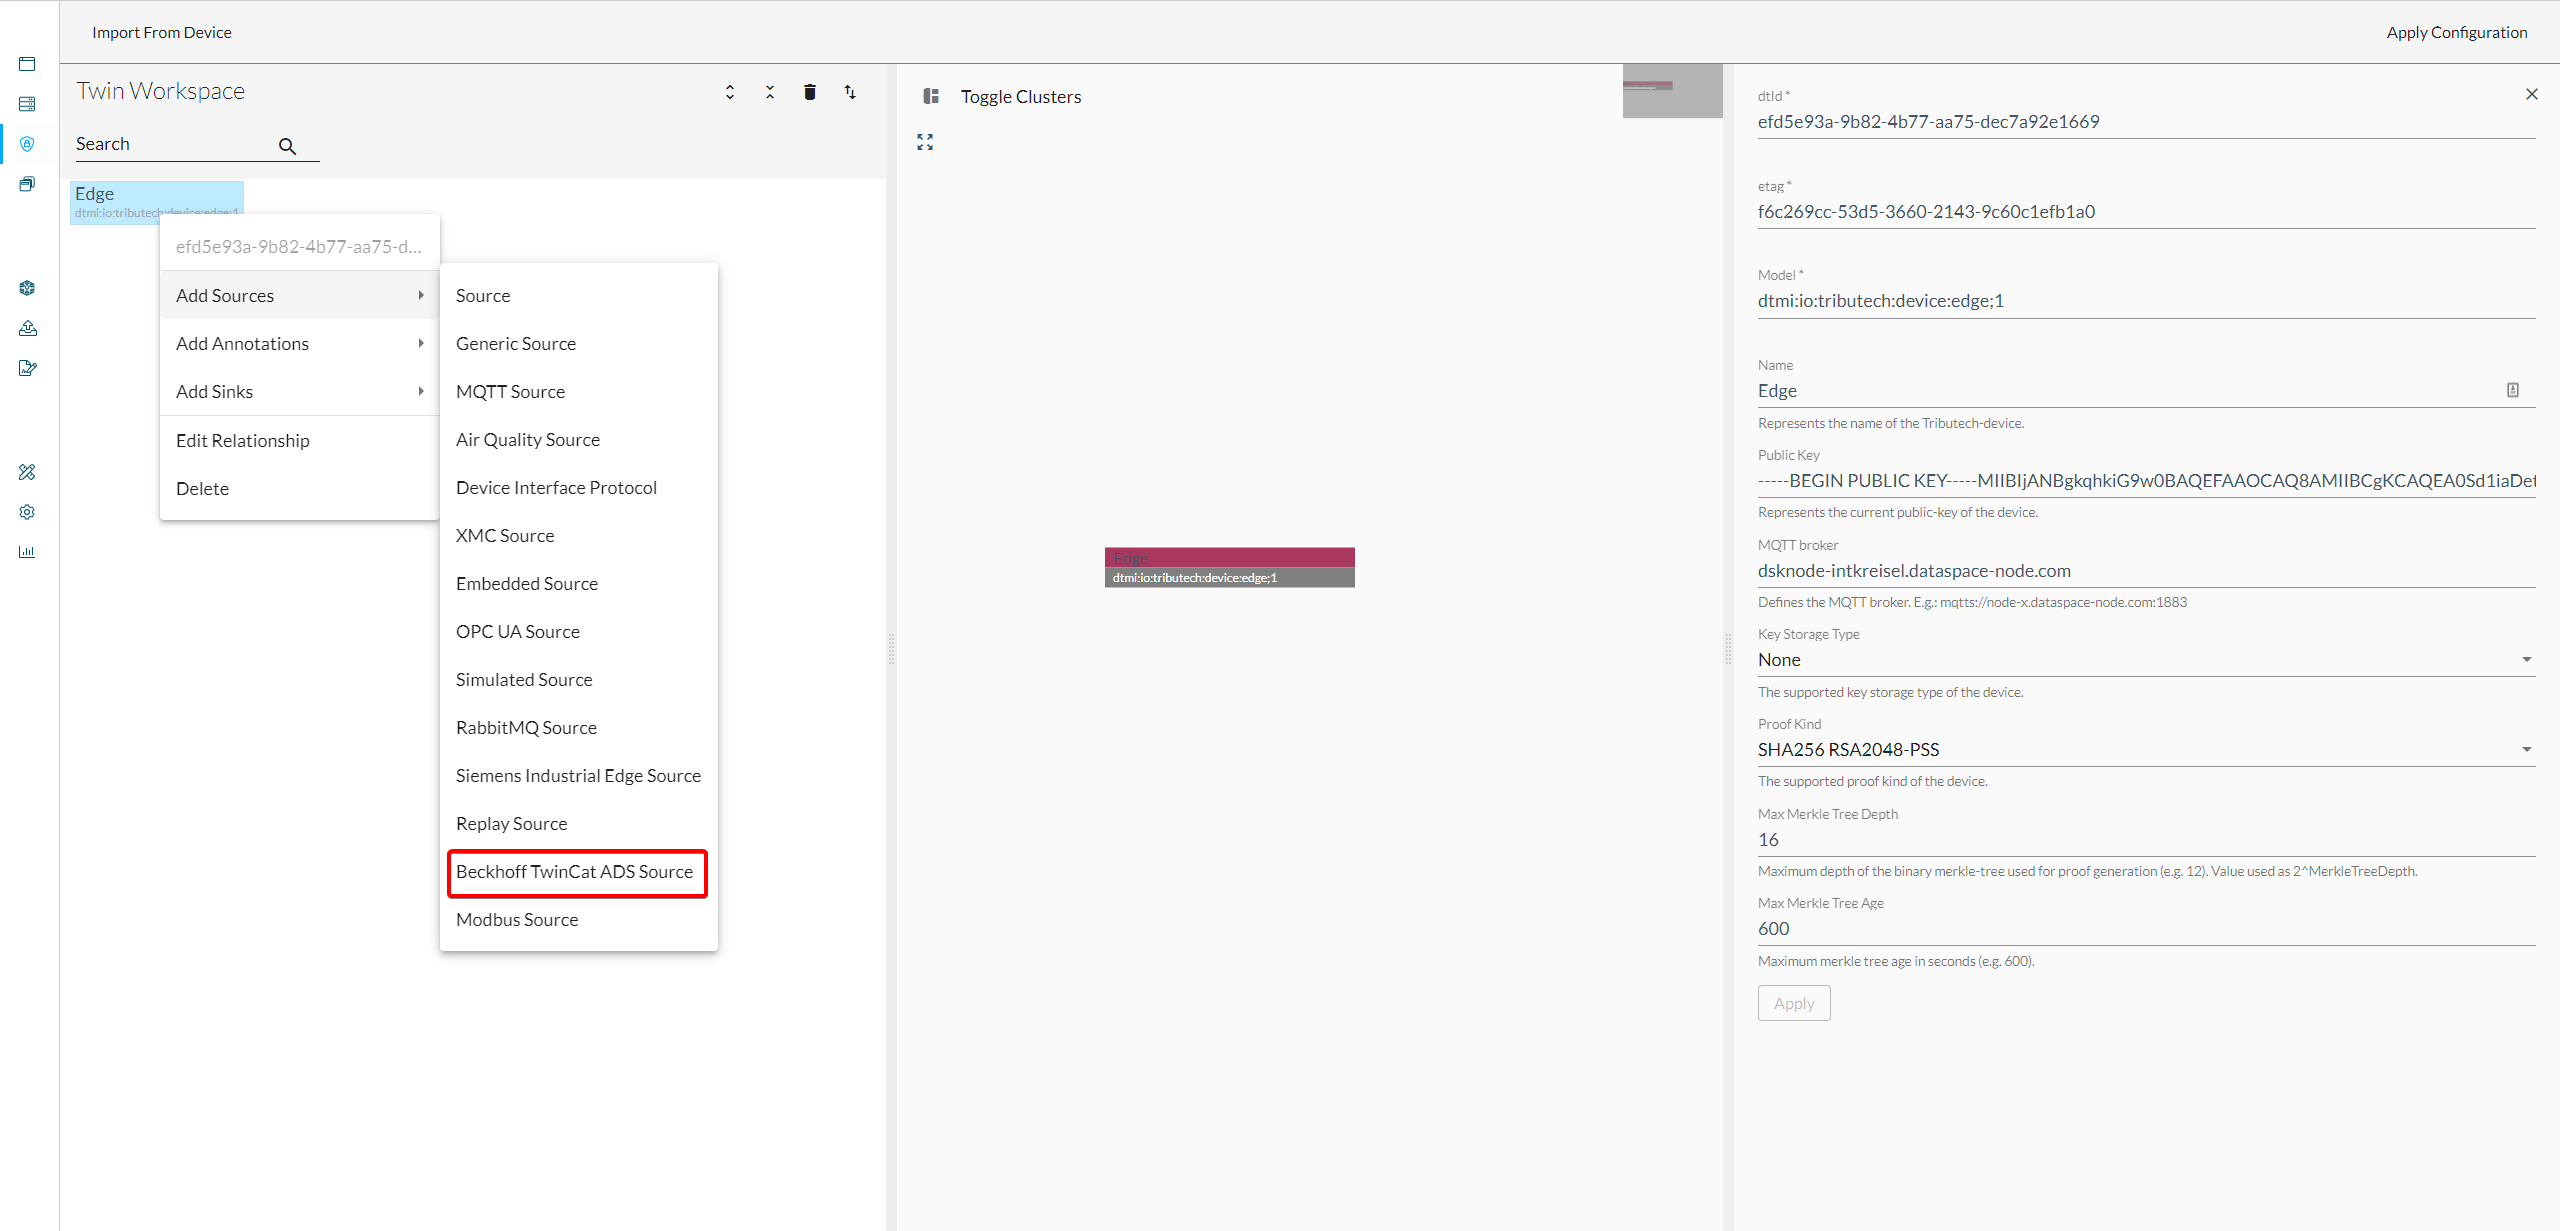 Import From Device
Apply Configuration
Twin Workspace
Search
Edge
dtmi:io:tributech:device:edge;1
efd5e93a-9b82-4b77-aa75-d...
Add Sources
Add Annotations
Add Sinks
Edit Relationship
Delete
Source
Generic Source
MQTT Source
Air Quality Source
Device Interface Protocol
XMC Source
Embedded Source
OPC UA Source
Simulated Source
RabbitMQ Source
Siemens Industrial Edge Source
Replay Source
Beckhoff TwinCat ADS Source
Modbus Source
Toggle Clusters
Edge
dtmi:io:tributech:device:edge;1
dtId *
efd5e93a-9b82-4b77-aa75-dec7a92e1669
etag *
f6c269cc-53d5-3660-2143-9c60c1efb1a0
Model *
dtmi:io:tributech:device:edge;1
Name
Edge
Represents the name of the Tributech-device.
Public Key
-----BEGIN PUBLIC KEY-----MIIBIjANBgkqhkiG9w0BAQEFAAOCAQ8AMIIBCgKCAQEA0Sd1iaDet
Represents the current public-key of the device.
MQTT broker
dsknode-intkreisel.dataspace-node.com
Defines the MQTT broker. E.g.: mqtts://node-x.dataspace-node.com:1883
Key Storage Type
None
The supported key storage type of the device.
Proof Kind
SHA256 RSA2048-PSS
The supported proof kind of the device.
Max Merkle Tree Depth
16
Maximum depth of the binary merkle-tree used for proof generation (e.g. 12). Value used as 2^MerkleTreeDepth.
Max Merkle Tree Age
600
Maximum merkle tree age in seconds (e.g. 600).
Apply